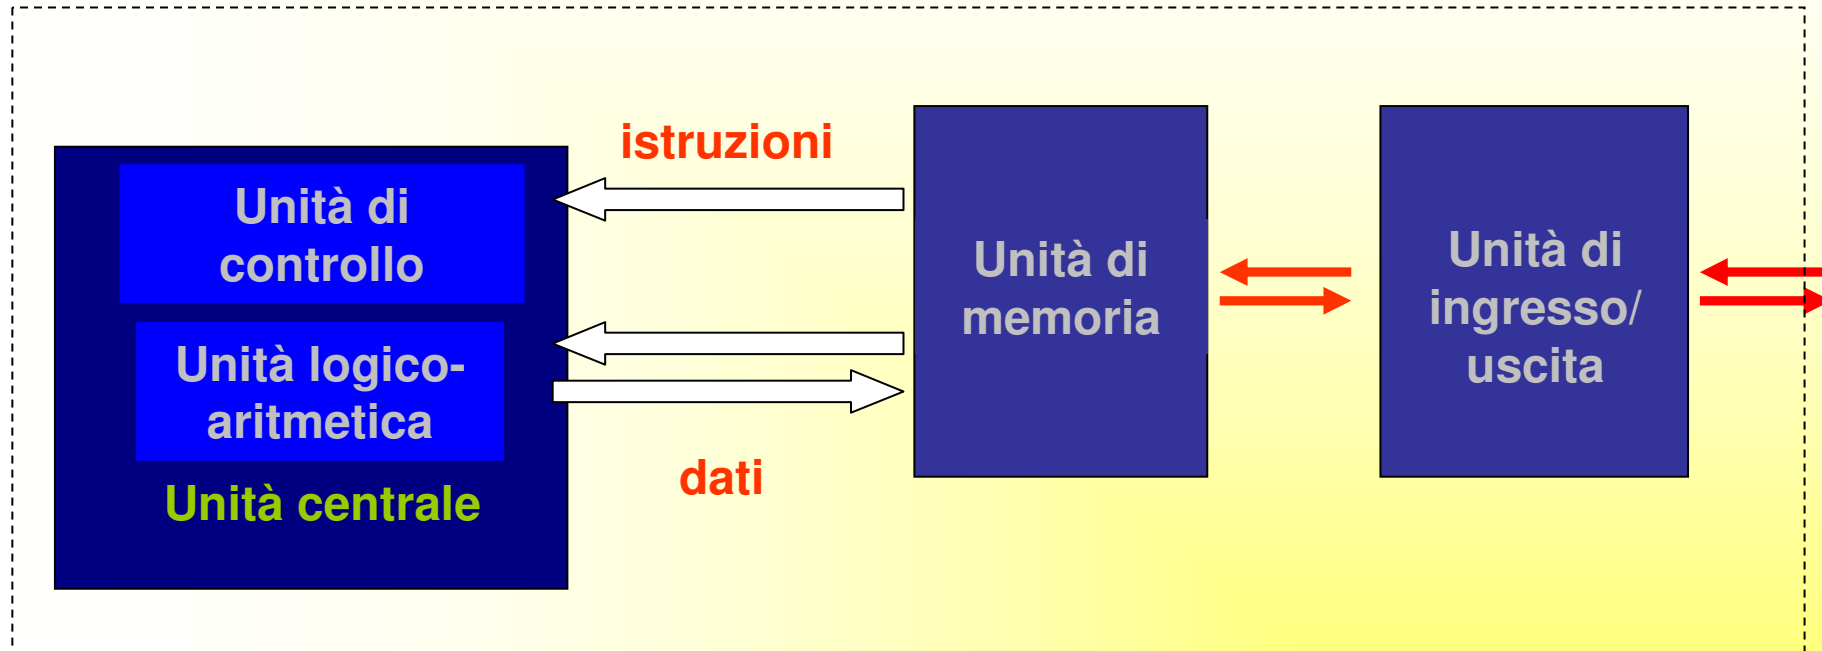 istruzioni
Unità di
controllo
Unità logico-
aritmetica
Unità centrale
dati
Unità di
memoria
Unità di
ingresso/
uscita